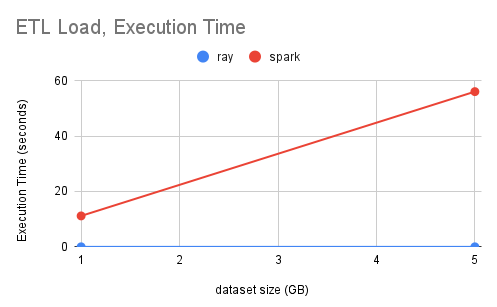 ETL Load, Execution Time
ray spark
Execution Time (seconds)
60
40
20
0
1 2 3 4 5
dataset size (GB)